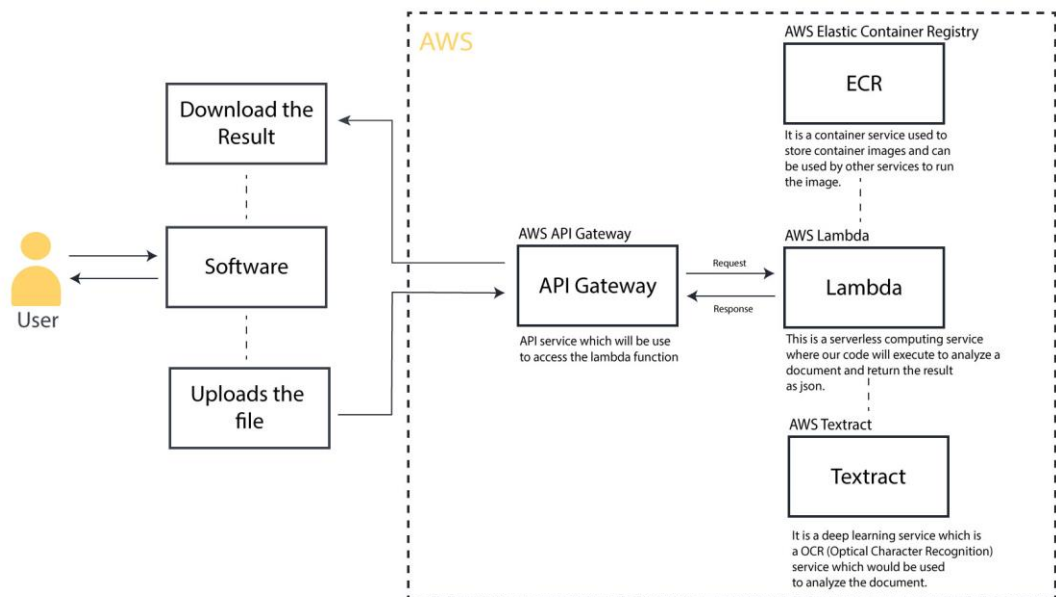 AWS
AWS Elastic Container Registry
ECR
It is a container service used to
store container images and can
be used by other services to run
the image.
Download the
Result
User
Software
Uploads the
file
AWS API Gateway
API Gateway
API service which will be use
to access the lambda function
Request
Response
AWS Lambda
Lambda
This is a serverless computing service
where our code will execute to analyze a
document and return the result
as json.
AWS Textract
Textract
It is a deep learning service which is
a OCR (Optical Character Recognition)
service which would be used
to analyze the document.